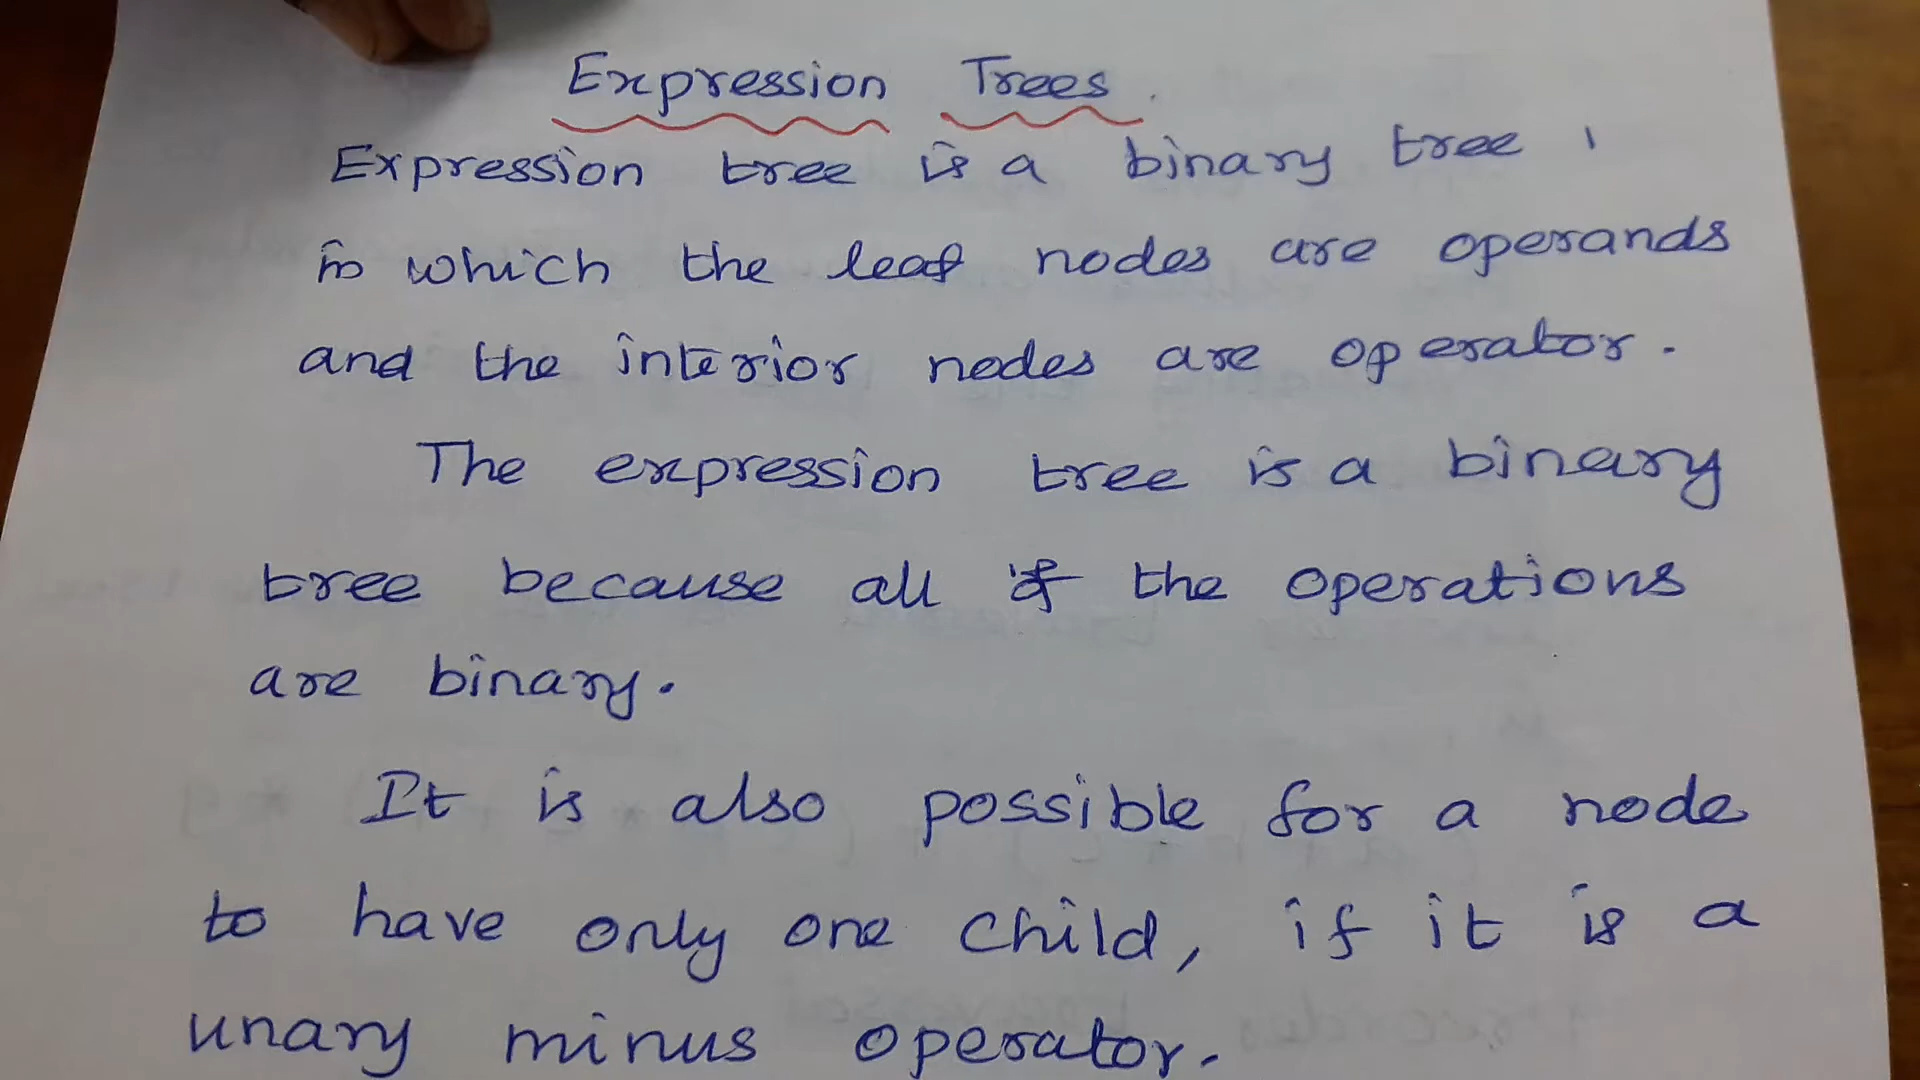 Expression Trees.
Expression tree is a binary tree,
in which the leaf nodes are operands
and the interior nodes are operator.
The expression tree is a binary
tree because all if the operations
are binary.
It is also possible for a node
to have only one child, if it is a
unary minus operator.